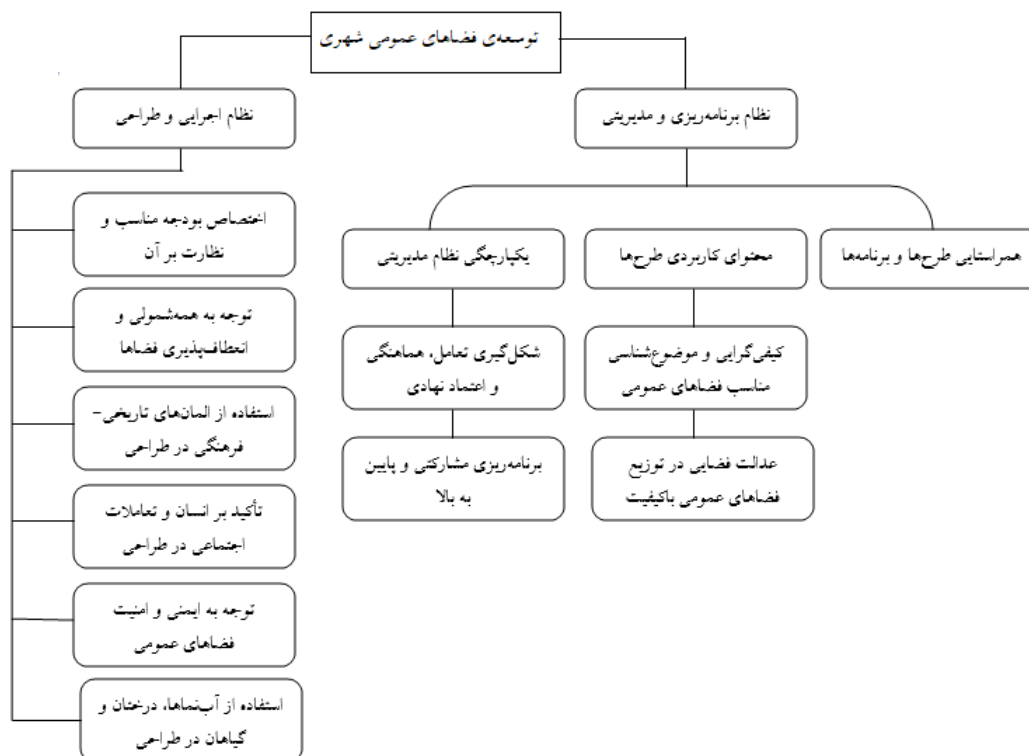 توسعه‌ی فضاهای عمومی شهری
نظام برنامه‌ریزی و مدیریتی
نظام اجرایی و طراحی
همراستایی طرح‌ها و برنامه‌ها
محتوای کاربردی طرح‌ها
یکپارچگی نظام مدیریتی
کیفی‌گرایی و موضوع‌شناسی
مناسب فضاهای عمومی
شکل‌گیری تعامل، هماهنگی
و اعتماد نهادی
عدالت فضایی در توزیع
فضاهای عمومی باکیفیت
برنامه‌ریزی مشارکتی و پایین
به بالا
اختصاص بودجه مناسب و
نظارت بر آن
توجه به همه‌شمولی و
انعطاف‌پذیری فضاها
استفاده از المان‌های تاریخی-
فرهنگی در طراحی
تأکید بر انسان و تعاملات
اجتماعی در طراحی
توجه به ایمنی و امنیت
فضاهای عمومی
استفاده از آب‌نماها، درختان و
گیاهان در طراحی